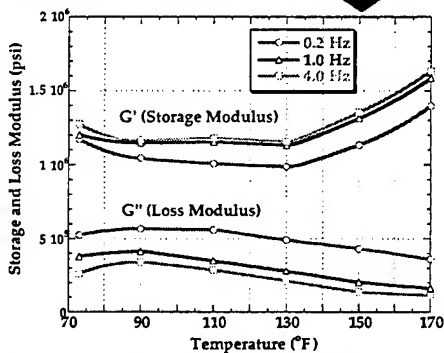 Storage and Loss Modulus (psi)
2 10⁶
1.5 10⁶
1 10⁶
5 10⁵
0
0.2 Hz
1.0 Hz
4.0 Hz
G' (Storage Modulus)
G" (Loss Modulus)
70 90 110 130 150 170
Temperature (°F)